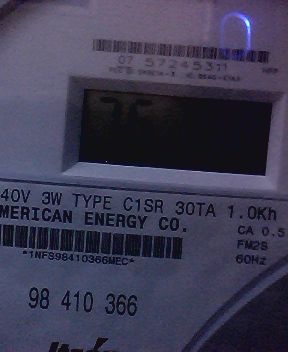 07 57245311
40V 3W TYPE C1SR 30TA 1.0Kh
MERICAN ENERGY CO. CA 0.5
FM2S
*1NFS98410366MEC* 60Hz
98 410 366